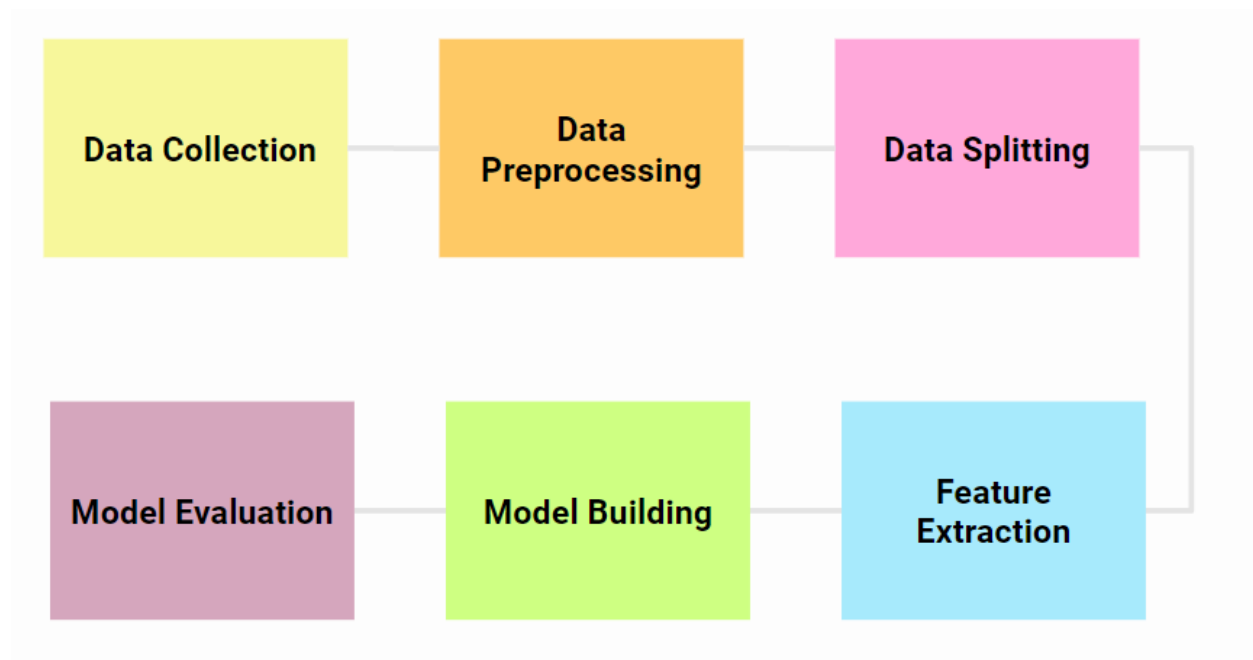 Data Collection
Data
Preprocessing
Data Splitting
Model Evaluation
Model Building
Feature
Extraction